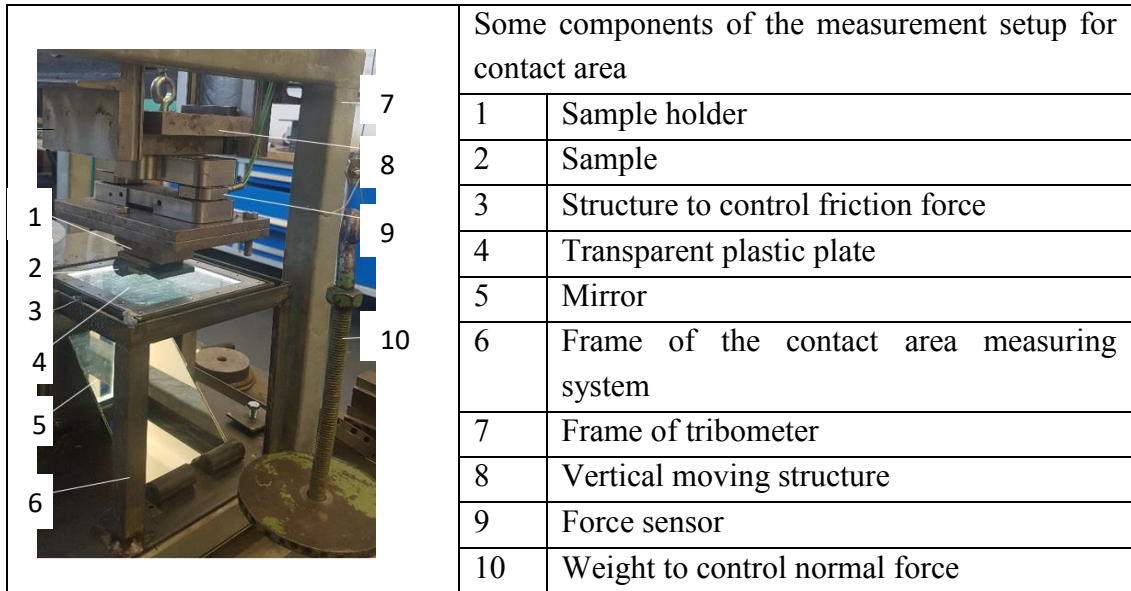 Some components of the measurement setup for
contact area
1 Sample holder
2 Sample
3 Structure to control friction force
4 Transparent plastic plate
5 Mirror
6 Frame of the contact area measuring
system
7 Frame of tribometer
8 Vertical moving structure
9 Force sensor
10 Weight to control normal force
7
8
1
9
2
3
10
4
5
6